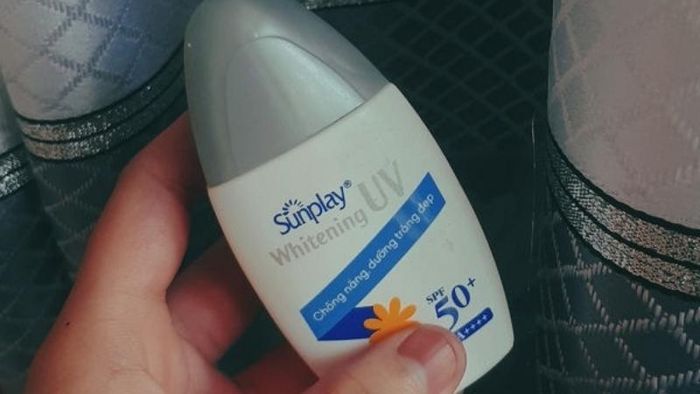 Sunplay®
Whitening UV
Chống nắng dưỡng trắng đẹp
SPF
50+